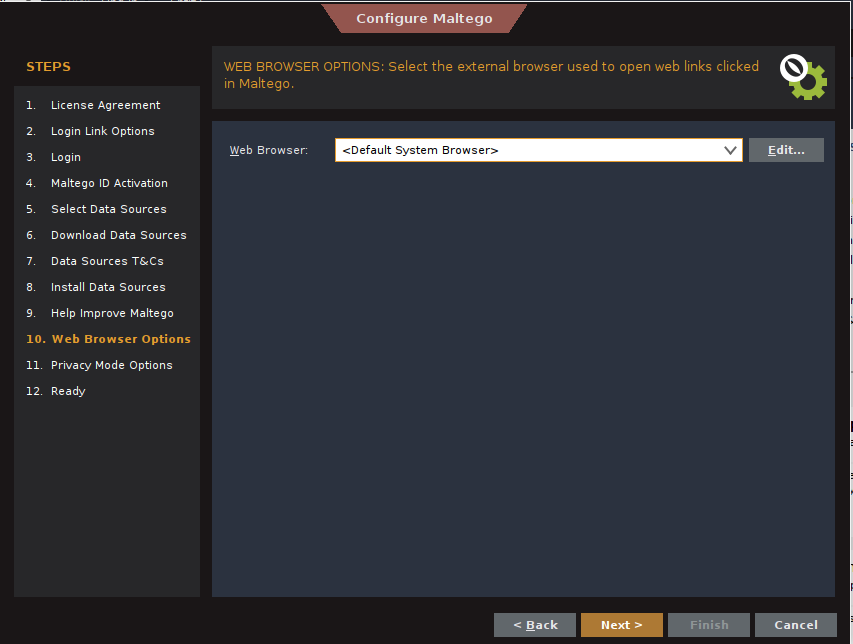 Configure Maltego
STEPS
1. License Agreement
2. Login Link Options
3. Login
4. Maltego ID Activation
5. Select Data Sources
6. Download Data Sources
7. Data Sources T&Cs
8. Install Data Sources
9. Help Improve Maltego
10. Web Browser Options
11. Privacy Mode Options
12. Ready
WEB BROWSER OPTIONS: Select the external browser used to open web links clicked
in Maltego.
Web Browser: <Default System Browser> Edit...
< Back Next > Finish Cancel